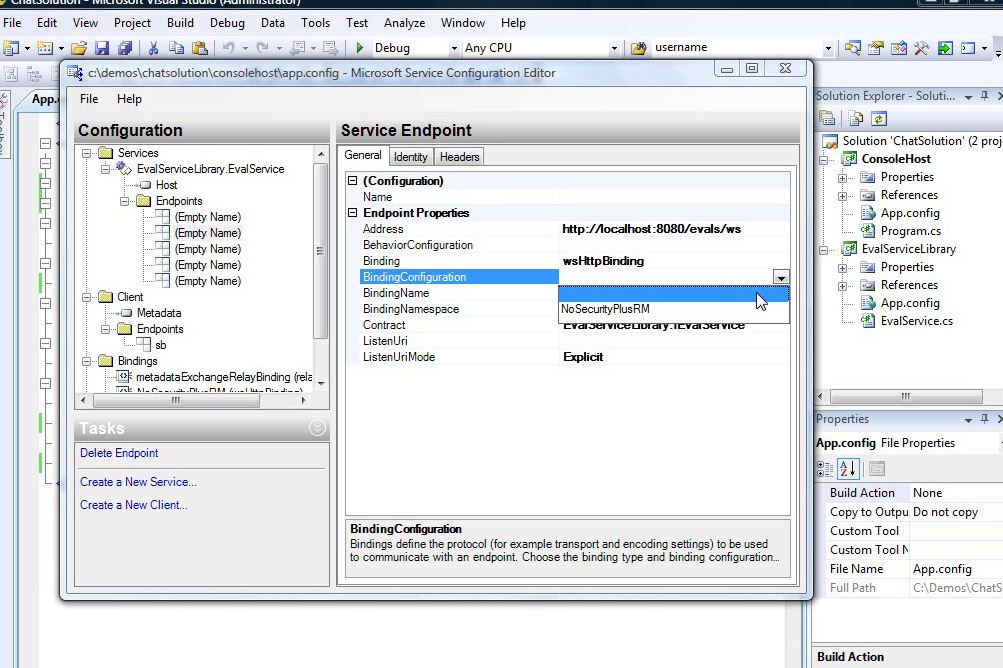 ChatSolution - Microsoft Visual Studio (Administrator)
File Edit View Project Build Debug Data Tools Test Analyze Window Help
Debug Any CPU username
c:\demos\chatsolution\consolehost\app.config - Microsoft Service Configuration Editor
File Help
Configuration
Services
EvalServiceLibrary.EvalService
Host
Endpoints
(Empty Name)
(Empty Name)
(Empty Name)
(Empty Name)
(Empty Name)
Client
Metadata
Endpoints
sb
Bindings
metadataExchangeRelayBinding (rela
NoSecurityPlusRM (wsHttpBinding)
Tasks
Delete Endpoint
Create a New Service...
Create a New Client...
Service Endpoint
General Identity Headers
(Configuration)
Name
Endpoint Properties
Address http://localhost:8080/evals/ws
BehaviorConfiguration
Binding wsHttpBinding
BindingConfiguration
BindingName
BindingNamespace NoSecurityPlusRM
Contract EvalServiceLibrary.IEvalService
ListenUri
ListenUriMode Explicit
BindingConfiguration
Bindings define the protocol (for example transport and encoding settings) to be used
to communicate with an endpoint. Choose the binding type and binding configuration...
App.
Solution Explorer - Soluti...
Solution 'ChatSolution' (2 proj
ConsoleHost
Properties
References
App.config
Program.cs
EvalServiceLibrary
Properties
References
App.config
EvalService.cs
Properties
App.config File Properties
Build Action None
Copy to Outpu Do not copy
Custom Tool
Custom Tool N
File Name App.config
Full Path C:\Demos\ChatS
Build Action